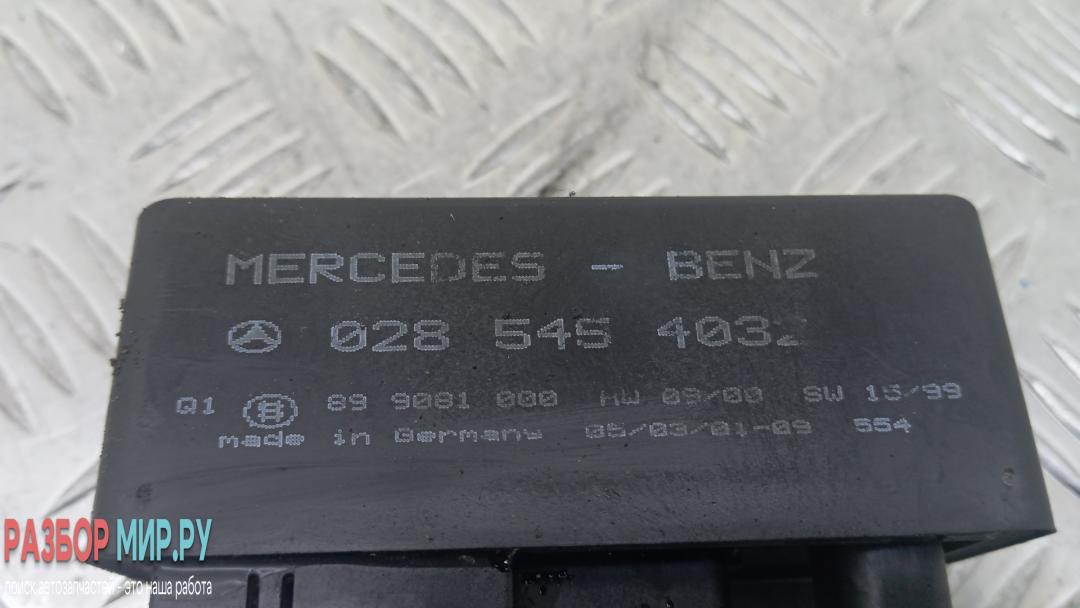 MERCEDES - BENZ
028 545 4032
Q1 B 89 9081 000 HW 09/00 SW 15/99
made in Germany 05/03/01-09 554
РАЗБОР МИР.РУ
поиск автозапчастей - это наша работа